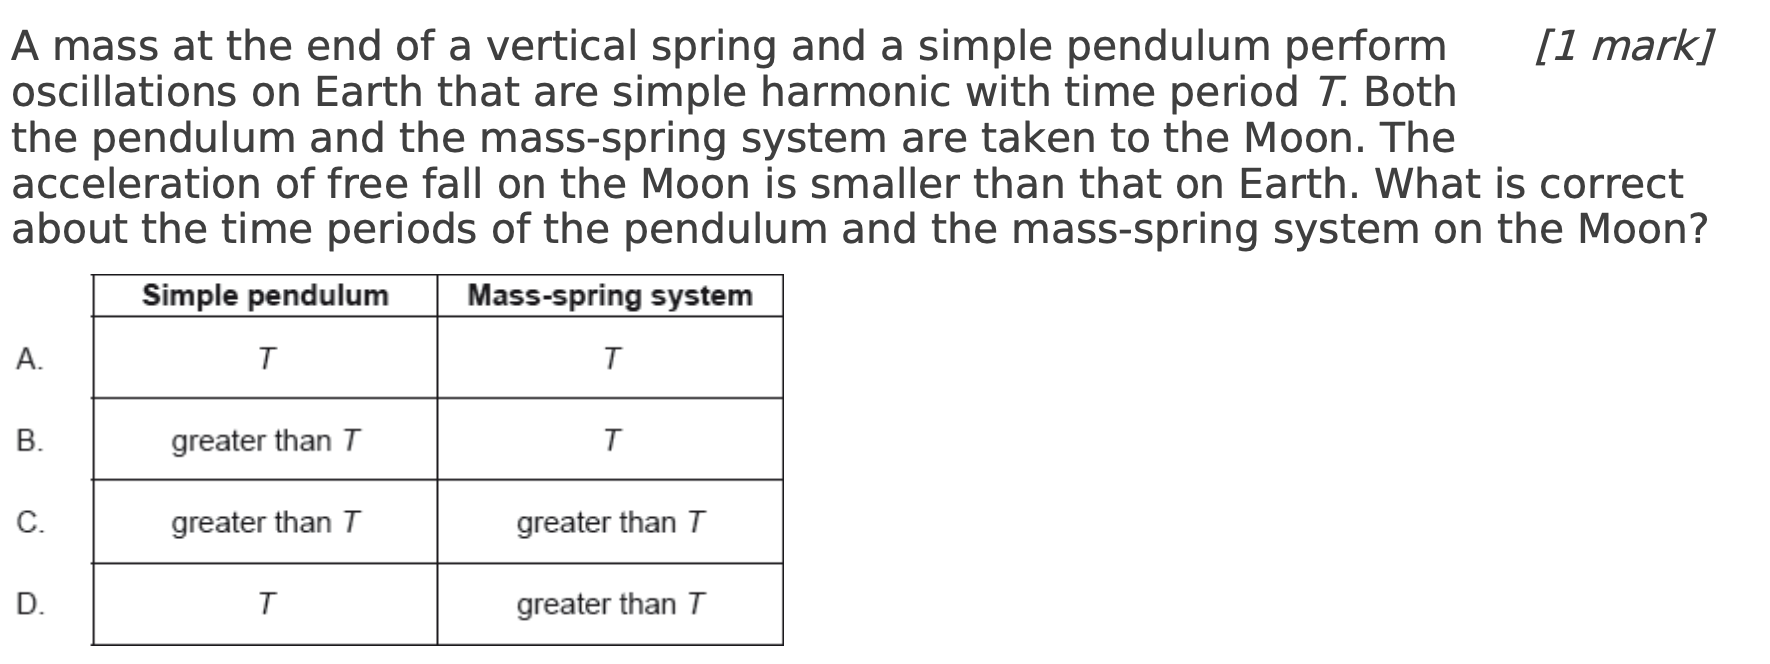 A mass at the end of a vertical spring and a simple pendulum perform [1 mark]
oscillations on Earth that are simple harmonic with time period T. Both
the pendulum and the mass-spring system are taken to the Moon. The
acceleration of free fall on the Moon is smaller than that on Earth. What is correct
about the time periods of the pendulum and the mass-spring system on the Moon?
Simple pendulum Mass-spring system
A. T T
B. greater than T T
C. greater than T greater than T
D. T greater than T